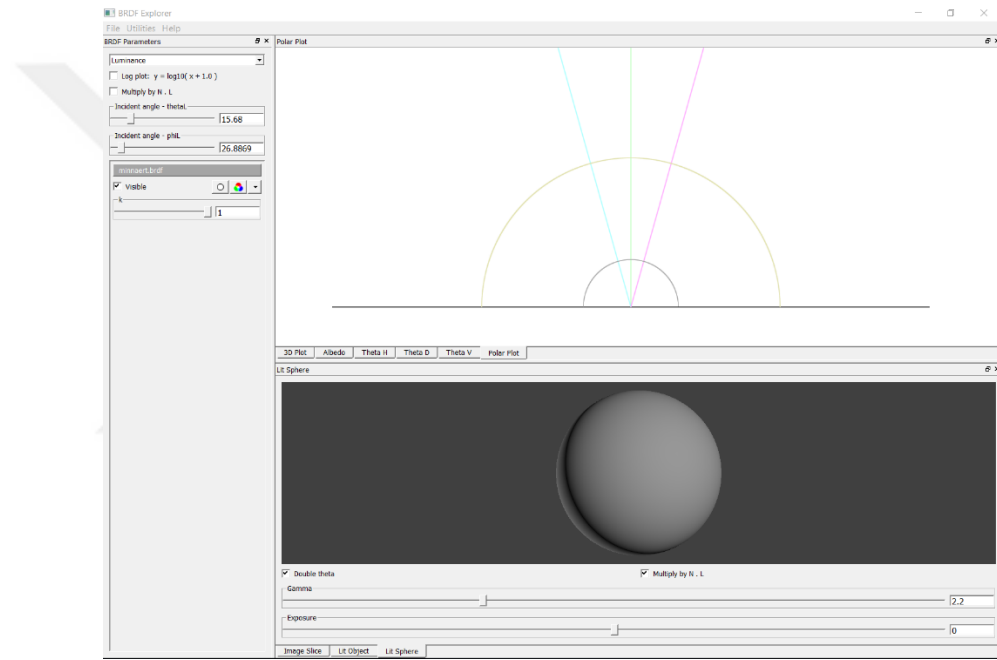 BRDF Explorer
File Utilities Help
BRDF Parameters
Luminance
Log plot: y = log10( x + 1.0 )
Multiply by N . L
Incident angle - thetaL
15.68
Incident angle - phiL
26.8869
minnaert.brdf
Visible
k
1
Polar Plot
3D Plot Albedo Theta H Theta D Theta V Polar Plot
Lit Sphere
Double theta Multiply by N . L
Gamma
2.2
Exposure
0
Image Slice Lit Object Lit Sphere